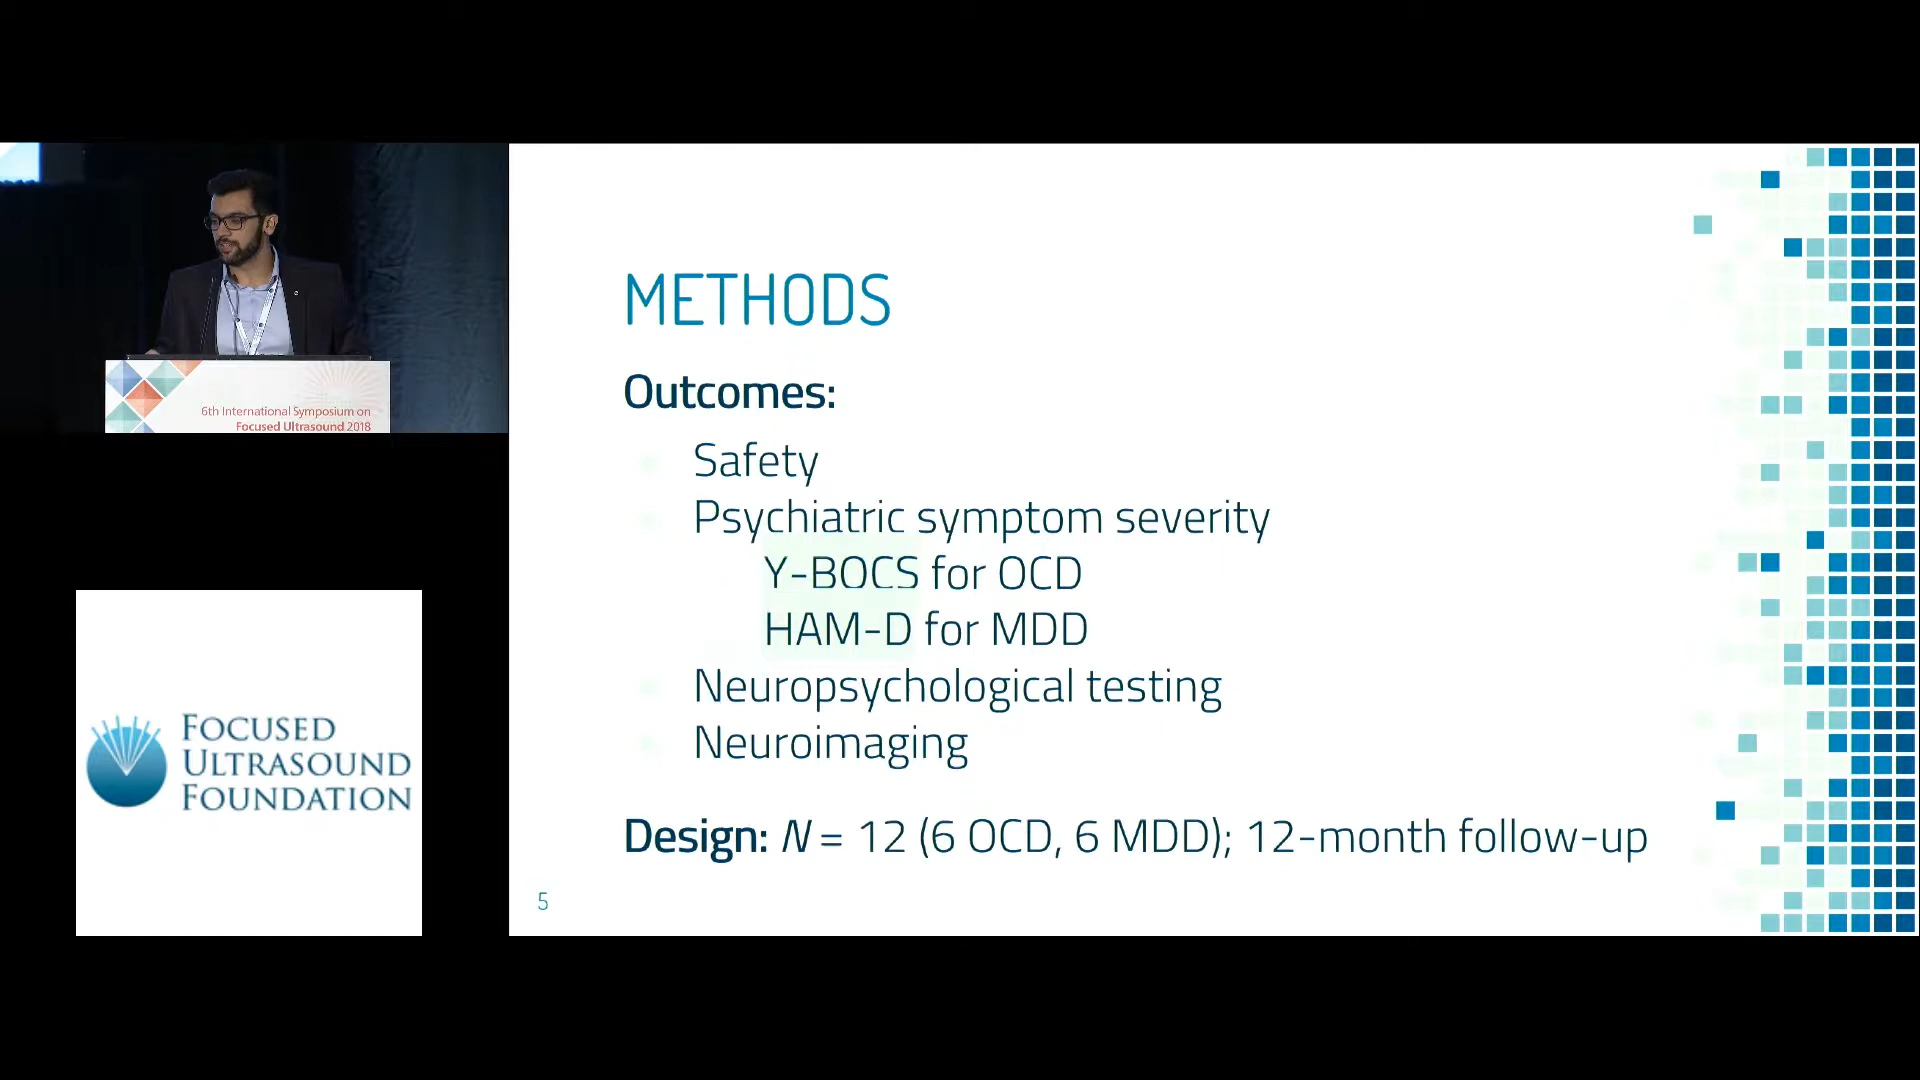 6th International Symposium on
Focused Ultrasound 2018
FOCUSED
ULTRASOUND
FOUNDATION
METHODS
Outcomes:
Safety
Psychiatric symptom severity
Y-BOCS for OCD
HAM-D for MDD
Neuropsychological testing
Neuroimaging
Design: N = 12 (6 OCD, 6 MDD); 12-month follow-up
5